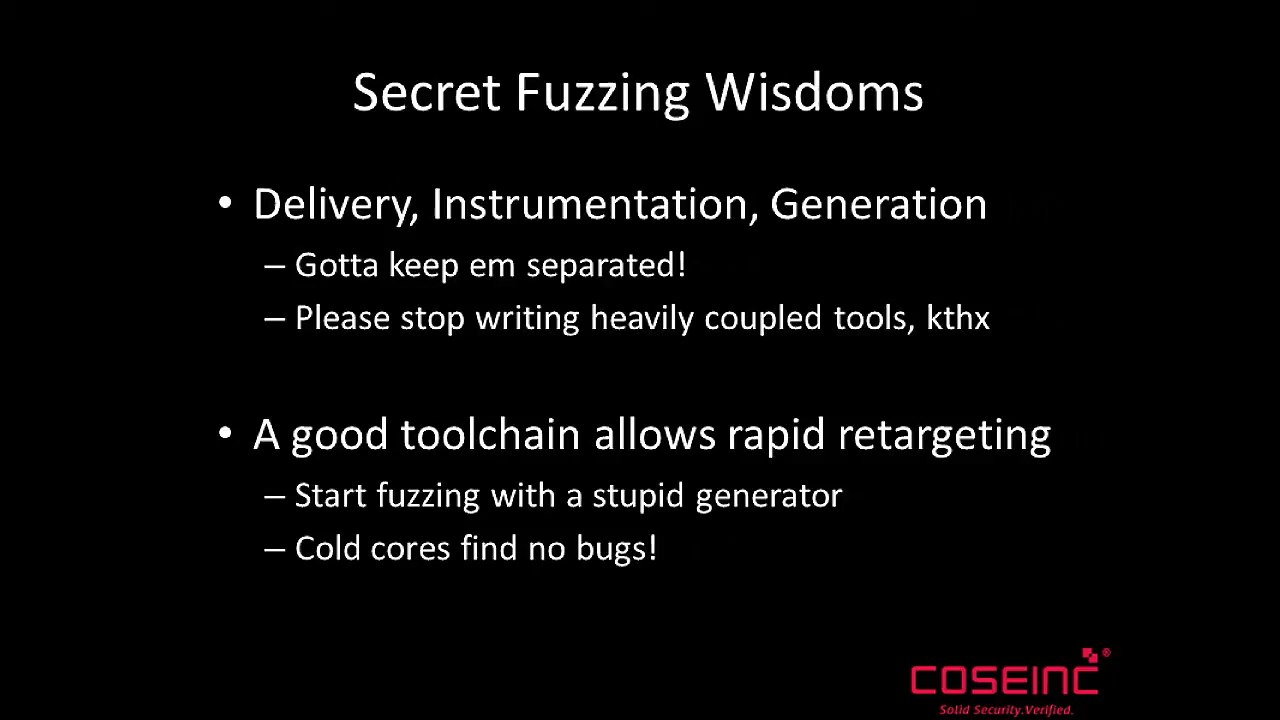 Secret Fuzzing Wisdoms
• Delivery, Instrumentation, Generation
– Gotta keep em separated!
– Please stop writing heavily coupled tools, kthx
• A good toolchain allows rapid retargeting
– Start fuzzing with a stupid generator
– Cold cores find no bugs!
COSEINC®
Solid Security.Verified.